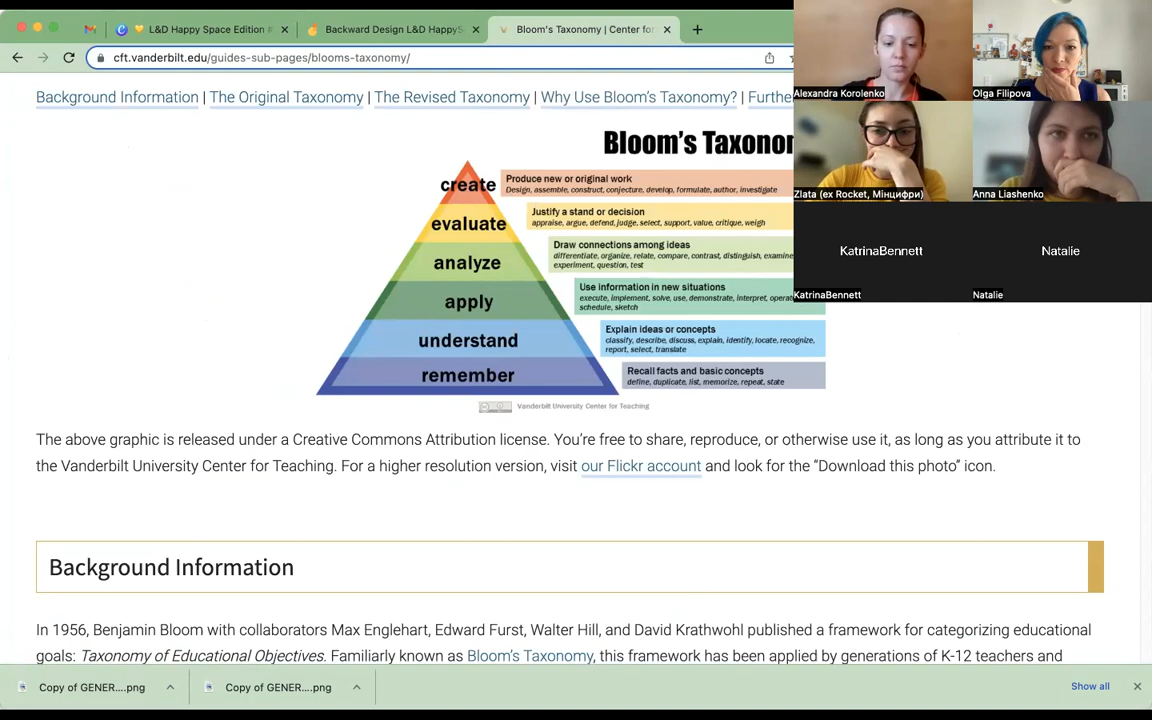 L&D Happy Space Edition
Backward Design L&D HappyS
Bloom's Taxonomy | Center for
cft.vanderbilt.edu/guides-sub-pages/blooms-taxonomy/
Background Information | The Original Taxonomy | The Revised Taxonomy | Why Use Bloom's Taxonomy? | Furthe
Bloom's Taxonon
create
Produce new or original work
Design, assemble, construct, conjecture, develop, formulate, author, investigate
evaluate
Justify a stand or decision
appraise, argue, defend, judge, select, support, value, critique, weigh
analyze
Draw connections among ideas
differentiate, organize, relate, compare, contrast, distinguish, examine,
experiment, question, test
apply
Use information in new situations
execute, implement, solve, use, demonstrate, interpret, opera
schedule, sketch
understand
Explain ideas or concepts
classify, describe, discuss, explain, identify, locate, recognize,
report, select, translate
remember
Recall facts and basic concepts
define, duplicate, list, memorize, repeat, state
Vanderbilt University Center for Teaching
Alexandra Korolenko
Olga Filipova
Zlata (ex Rocket, Мінцифри)
Anna Liashenko
KatrinaBennett
Natalie
KatrinaBennett
Natalie
The above graphic is released under a Creative Commons Attribution license. You're free to share, reproduce, or otherwise use it, as long as you attribute it to
the Vanderbilt University Center for Teaching. For a higher resolution version, visit our Flickr account and look for the "Download this photo" icon.
Background Information
In 1956, Benjamin Bloom with collaborators Max Englehart, Edward Furst, Walter Hill, and David Krathwohl published a framework for categorizing educational
goals: Taxonomy of Educational Objectives. Familiarly known as Bloom's Taxonomy, this framework has been applied by generations of K-12 teachers and
Copy of GENER....png
Copy of GENER....png
Show all